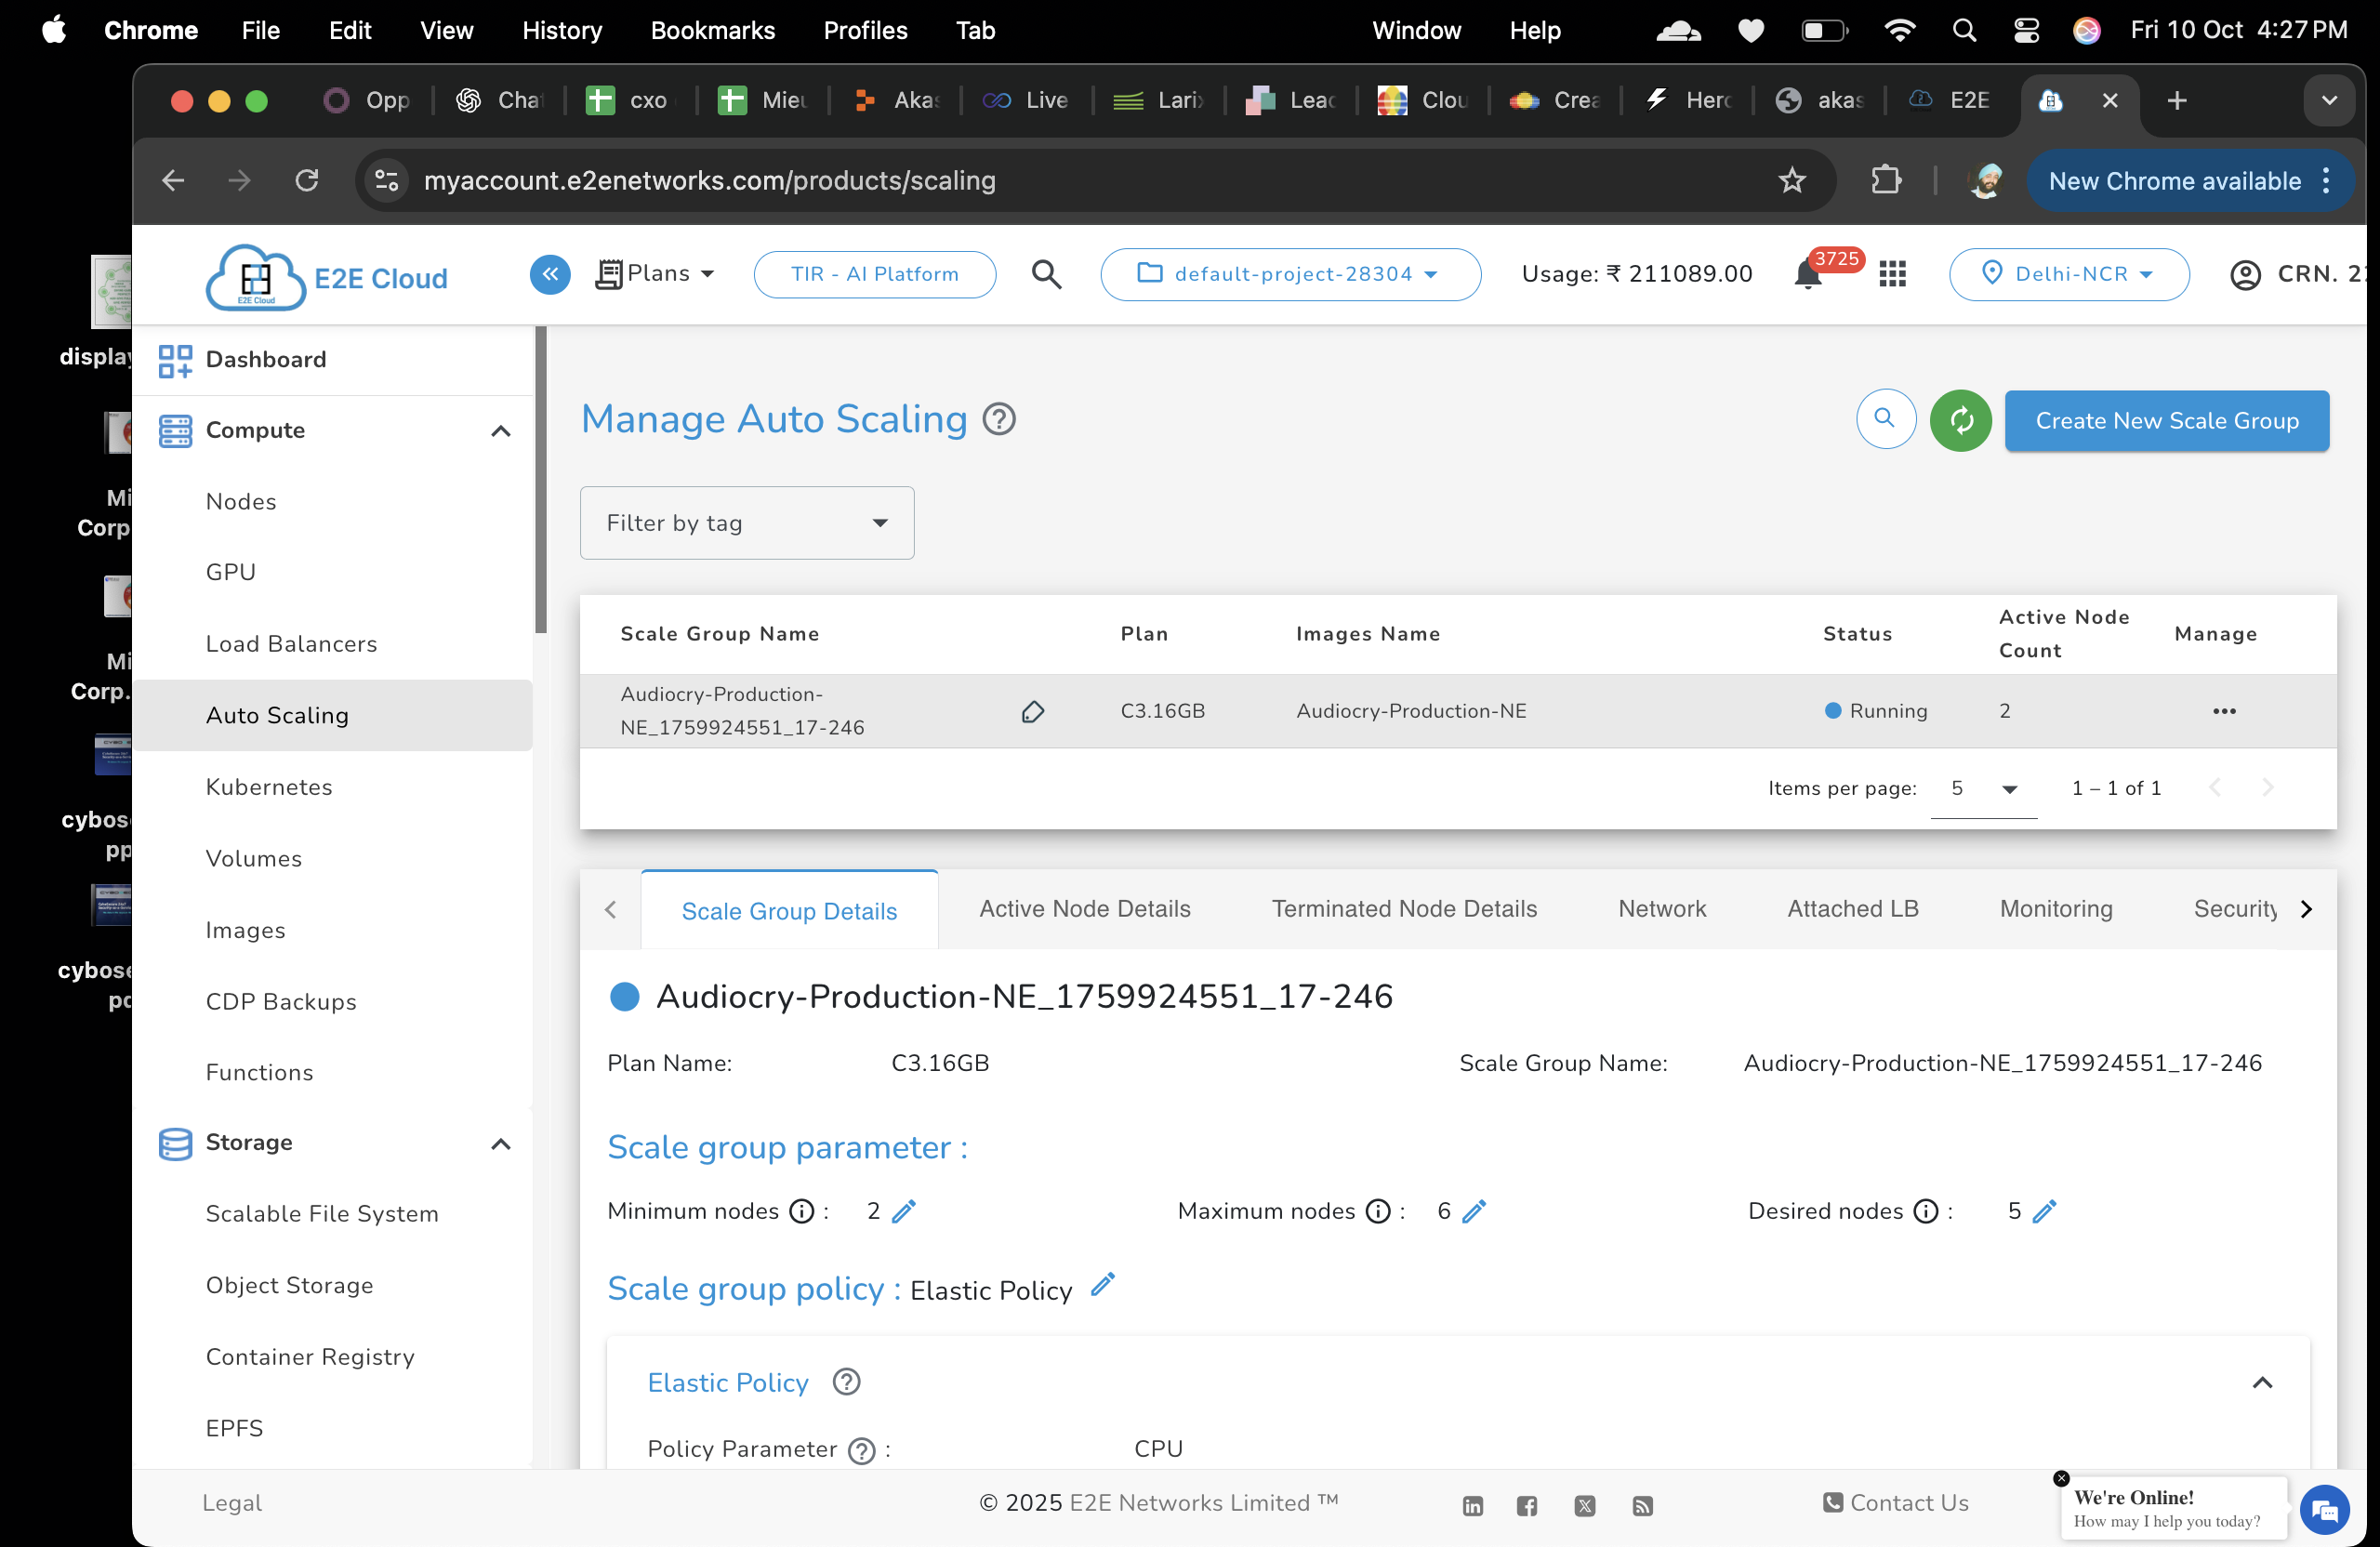 Chrome File Edit View History Bookmarks Profiles Tab Window Help Fri 10 Oct 4:27 PM
Opp Chat cxo Mieu Akas Live Larix Lead Clou Crea Hero akas E2E
myaccount.e2enetworks.com/products/scaling New Chrome available
E2E Cloud
E2E Cloud Plans TIR - AI Platform default-project-28304 Usage: ₹ 211089.00 3725 Delhi-NCR CRN. 2
display
Mi
Corp
Mi
Corp.
cybos
pp
cybose
Dashboard
Compute
Nodes
GPU
Load Balancers
Auto Scaling
Kubernetes
Volumes
Images
CDP Backups
Functions
Storage
Scalable File System
Object Storage
Container Registry
EPFS
Manage Auto Scaling
Create New Scale Group
Filter by tag
Scale Group Name Plan Images Name Status Active Node Count Manage
Audiocry-Production-
NE_1759924551_17-246 C3.16GB Audiocry-Production-NE Running 2
Items per page: 5 1 – 1 of 1
Scale Group Details Active Node Details Terminated Node Details Network Attached LB Monitoring Security
Audiocry-Production-NE_1759924551_17-246
Plan Name: C3.16GB Scale Group Name: Audiocry-Production-NE_1759924551_17-246
Scale group parameter :
Minimum nodes : 2 Maximum nodes : 6 Desired nodes : 5
Scale group policy : Elastic Policy
Elastic Policy
Policy Parameter : CPU
Legal © 2025 E2E Networks Limited ™ Contact Us
We're Online!
How may I help you today?